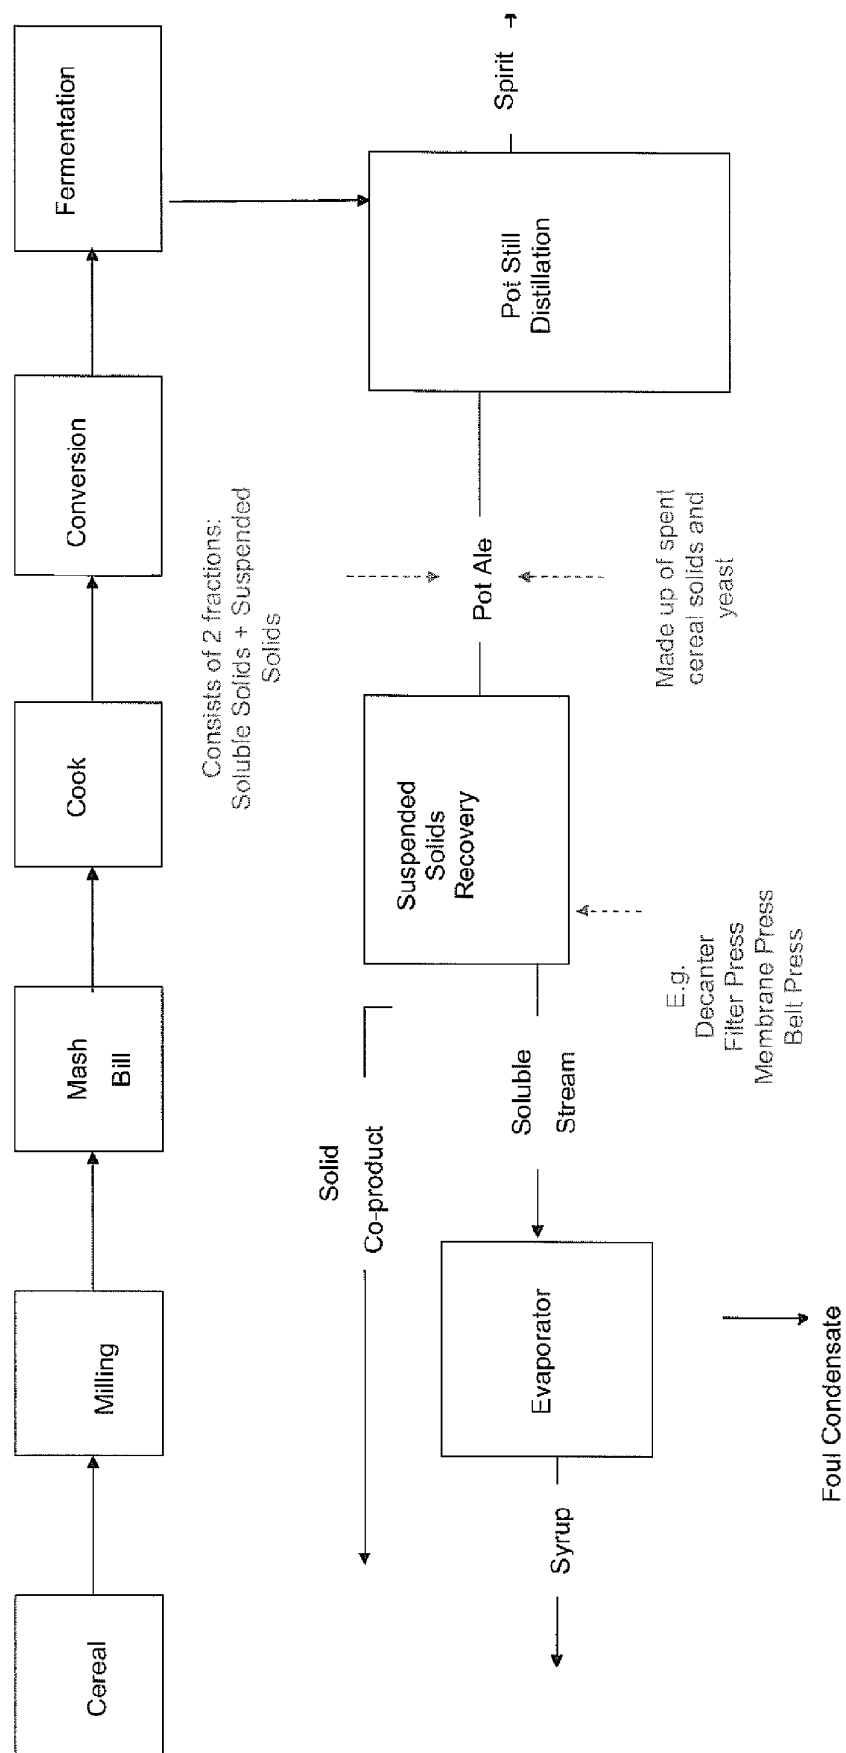 Cereal
Milling
Mash
Bill
Cook
Conversion
Fermentation
Consists of 2 fractions:
Soluble Solids + Suspended
Solids
Solid
Co-product
Suspended
Solids
Recovery
Pot Ale
Pot Still
Distillation
Spirit
Syrup
Evaporator
Soluble
Stream
E.g.
Decanter
Filter Press
Membrane Press
Belt Press
Made up of spent
cereal solids and
yeast
Foul Condensate